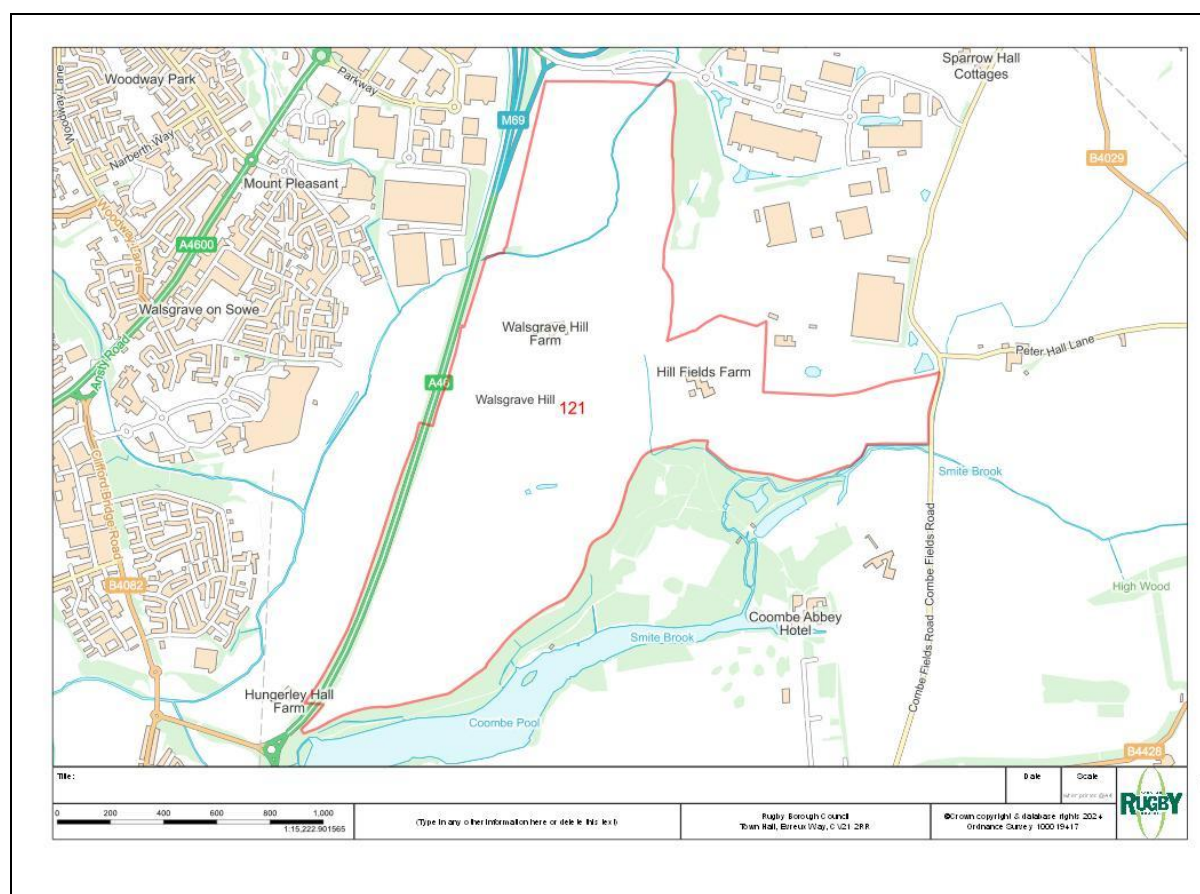 Woodway Park
Woodway Lane
Parkway
M69
Sparrow Hall
Cottages
B4029
Narberth Way
Mount Pleasant
Woodway Lane
A4600
Walsgrave on Sowe
Ansty Road
Walsgrave Hill
Farm
Hill Fields Farm
Peter Hall Lane
A46
Walsgrave Hill
121
Clifford Bridge Road
Smite Brook
B4082
High Wood
Coombe Abbey
Hotel
Smite Brook
Combe Fields Road
Combe Fields Road
Hungerley Hall
Farm
Coombe Pool
B4428
Title:
Date
Scale
0 200 400 600 800 1,000
1:15,222.901565
(Type in any other information here or delete this text)
Rugby Borough Council
Town Hall, Evreux Way, CV21 2RR
©Crown copyright & database rights 2024
Ordnance Survey 100019417
RUGBY